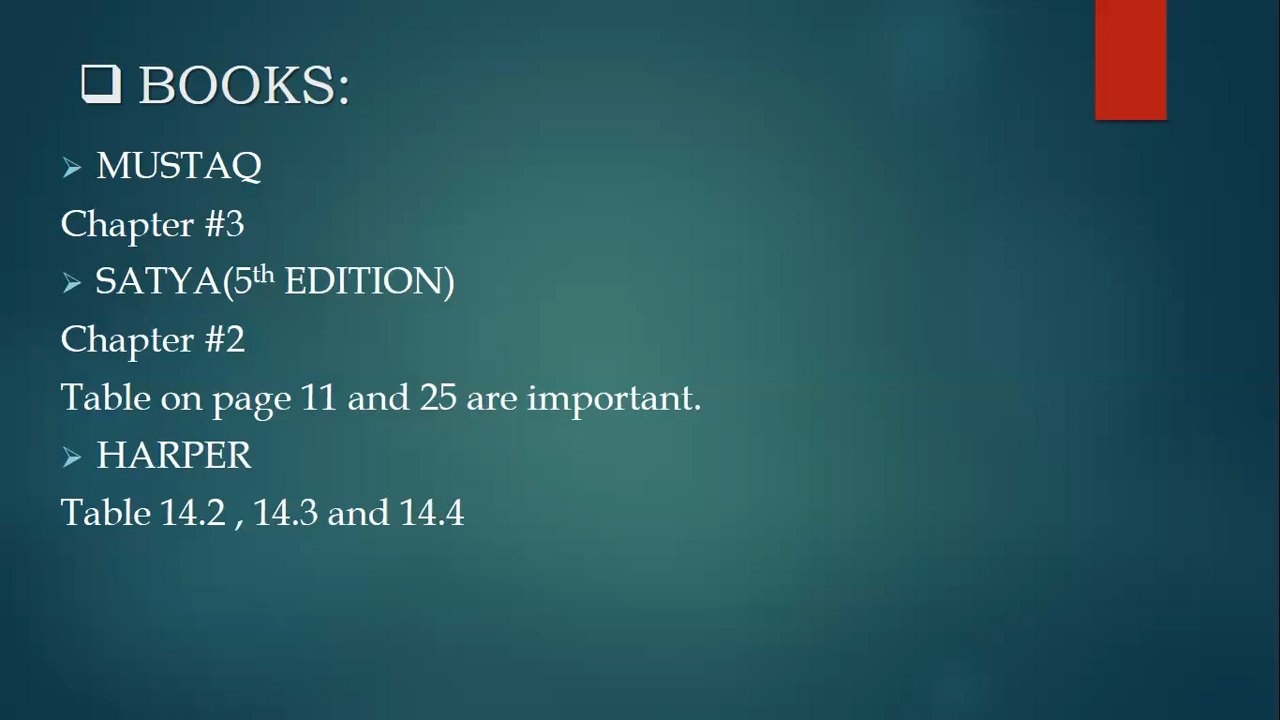 ❑ BOOKS:
➢ MUSTAQ
Chapter #3
➢ SATYA(5th EDITION)
Chapter #2
Table on page 11 and 25 are important.
➢ HARPER
Table 14.2 , 14.3 and 14.4